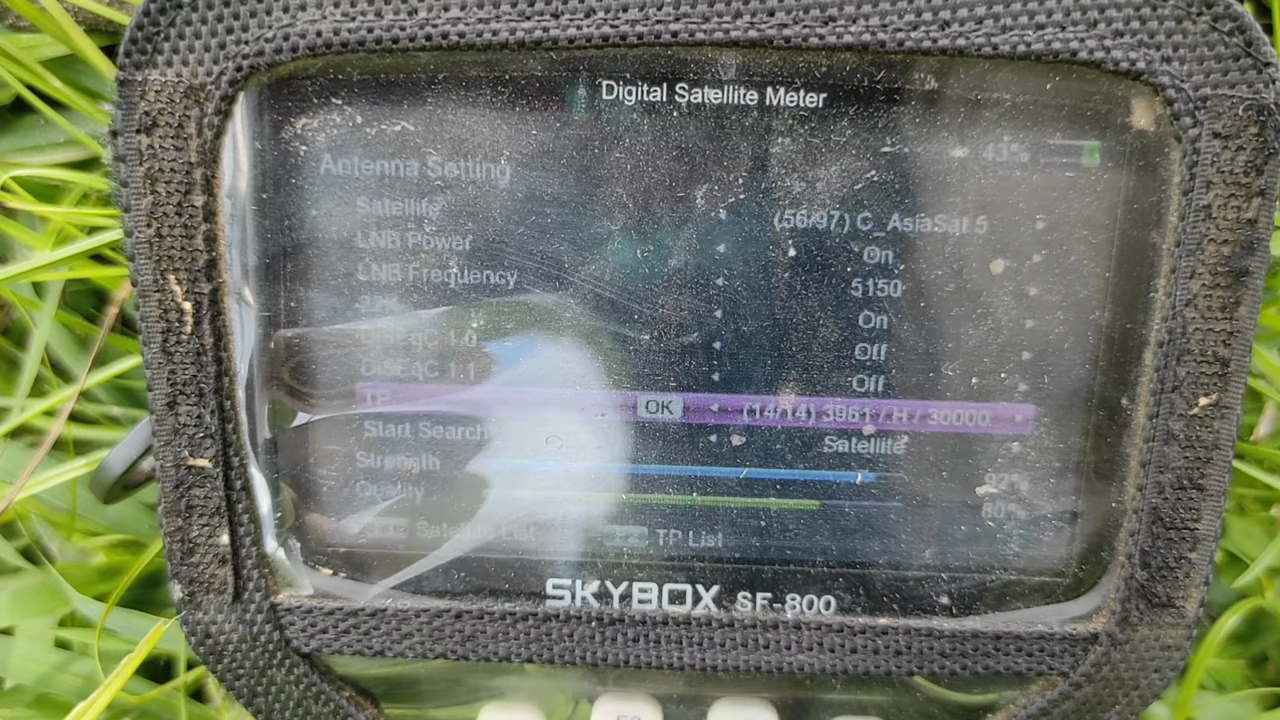 Digital Satellite Meter
43%
Antenna Setting
Satellite (56/97) C_AsiaSat 5
LNB Power On
LNB Frequency 5150
22K On
DiSEqC 1.0 Off
DiSEqC 1.1 Off
TP OK (14/14) 3961 / H / 30000
Start Search Satellite
Strength 92%
Quality 80%
Satellite List TP List
SKYBOX SF-800